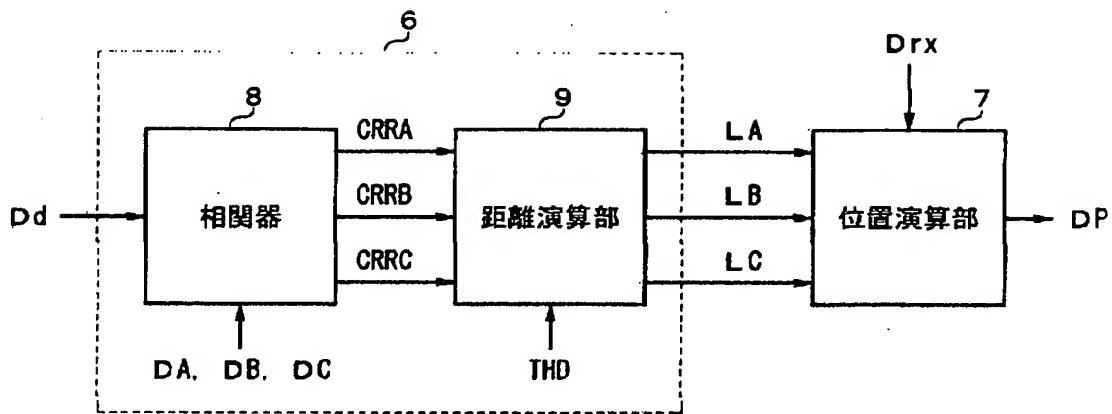 6
Drx
8
9
7
CRRA
LA
Dd
相関器
CRRB
距離演算部
LB
位置演算部
DP
CRRC
LC
DA, DB, DC
THD